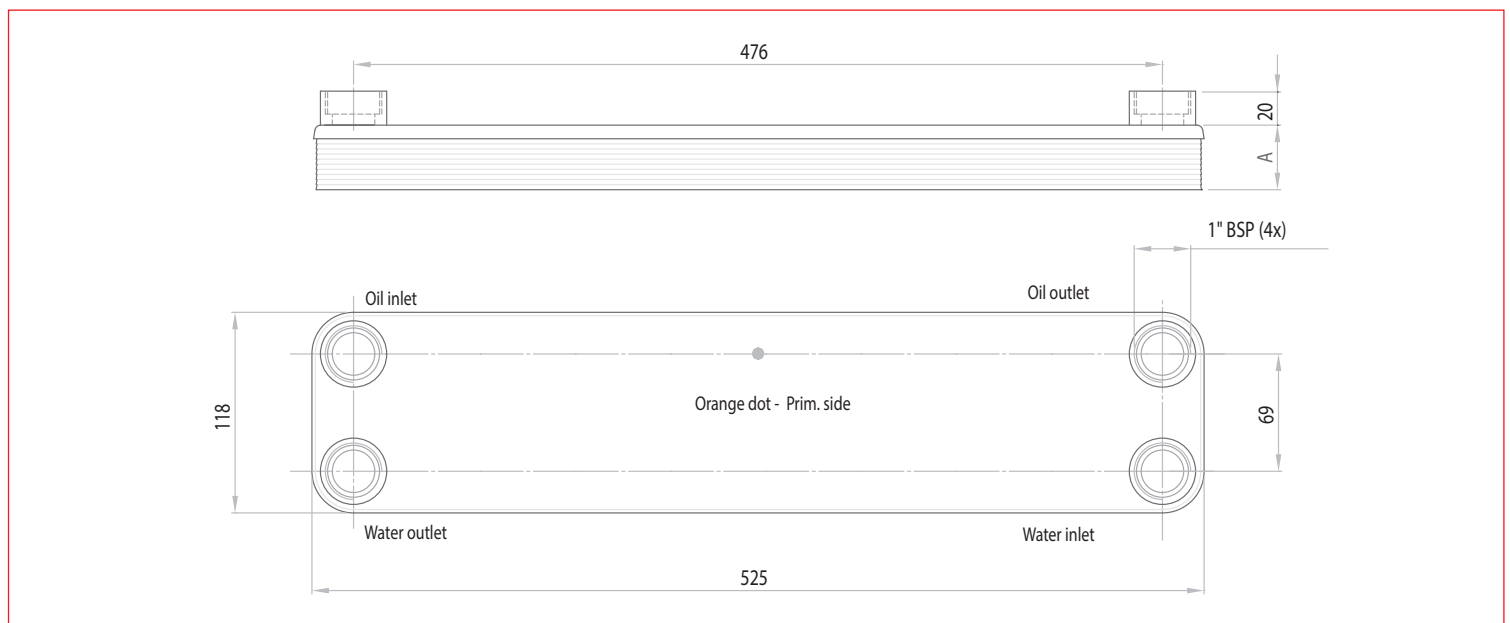 476
20
A
1" BSP (4x)
Oil inlet
Oil outlet
118
Orange dot - Prim. side
69
Water outlet
Water inlet
525